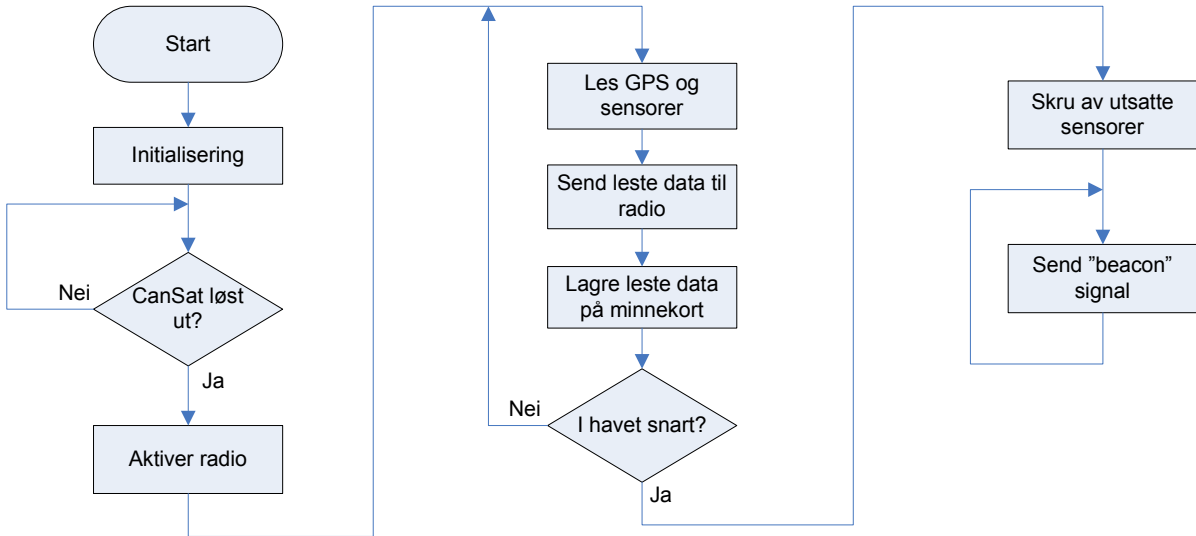 Start
Initialisering
CanSat løst
ut?
Nei
Ja
Aktiver radio
Les GPS og
sensorer
Send leste data til
radio
Lagre leste data
på minnekort
I havet snart?
Nei
Ja
Skru av utsatte
sensorer
Send ”beacon”
signal